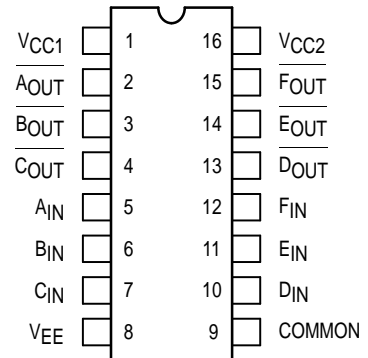 VCC1 1 16 VCC2
AOUT 2 15 FOUT
BOUT 3 14 EOUT
COUT 4 13 DOUT
AIN 5 12 FIN
BIN 6 11 EIN
CIN 7 10 DIN
VEE 8 9 COMMON